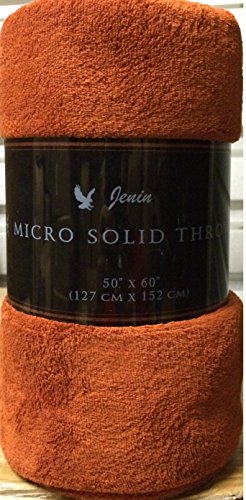 Jenin
MICRO SOLID THRO
50" X 60"
(127 CM X 152 CM)